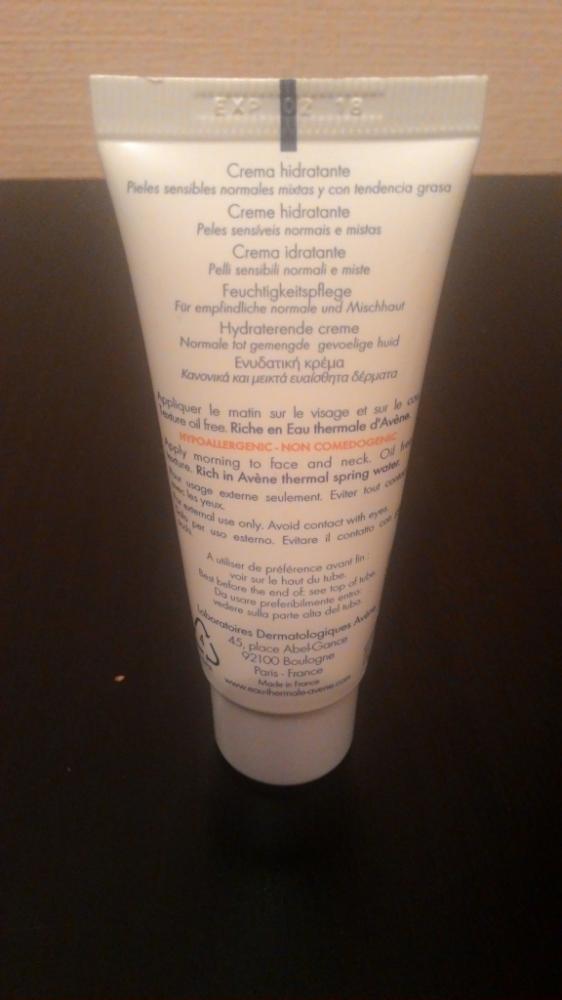 EXP 02 18
Crema hidratante
Pieles sensibles normales mixtas y con tendencia grasa
Creme hidratante
Peles sensíveis normais e mistas
Crema idratante
Pelli sensibili normali e miste
Feuchtigkeitspflege
Für empfindliche normale und Mischhaut
Hydraterende creme
Normale tot gemengde gevoelige huid
Ενυδατική κρέμα
Κανονικά και μεικτά ευαίσθητα δέρματα
Appliquer le matin sur le visage et sur le
Texture oil free. Riche en Eau thermale d'Avène.
HYPOALLERGENIC - NON COMEDOGENIC
Apply morning to face and neck. Oil
texture. Rich in Avène thermal spring water.
usage externe seulement. Eviter tout
les yeux.
external use only. Avoid contact with eyes.
per uso esterno. Evitare il contatto con
A utiliser de préférence avant fin :
voir sur le haut du tube.
Best before the end of: see top of tube.
Da usare preferibilmente entro:
vedere sulla parte alta del tubo.
Laboratoires Dermatologiques Avène
45, place Abel-Gance
92100 Boulogne
Paris - France
Made in France
www.eau-thermale-avene.com